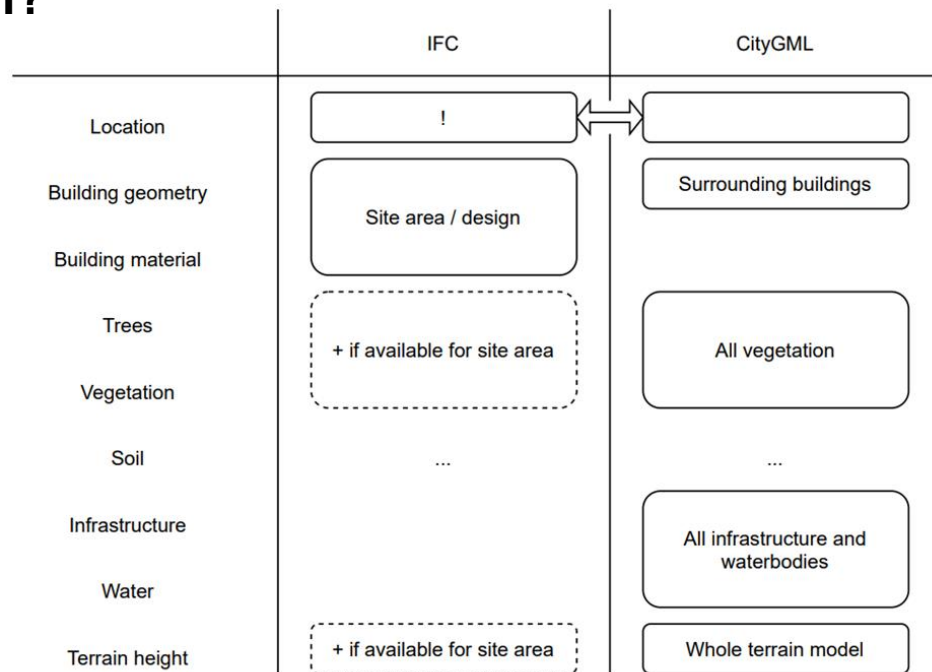 IFC CityGML
Location ! 
Building geometry Surrounding buildings
Site area / design
Building material
Trees
+ if available for site area All vegetation
Vegetation
Soil ... ...
Infrastructure
All infrastructure and
waterbodies
Water
Terrain height + if available for site area Whole terrain model